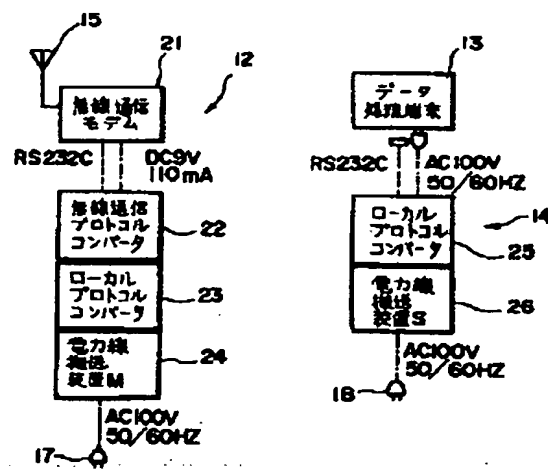 15
21
12
無線通信
モデム
RS232C
DC9V
110mA
無線通信
プロトコル
コンバータ
22
ローカル
プロトコル
コンバータ
23
電力線
搬送
装置M
24
AC100V
50/60HZ
17
13
データ
処理端末
RS232C
AC100V
50/60HZ
14
ローカル
プロトコル
コンバータ
25
電力線
搬送
装置S
26
AC100V
50/60HZ
18